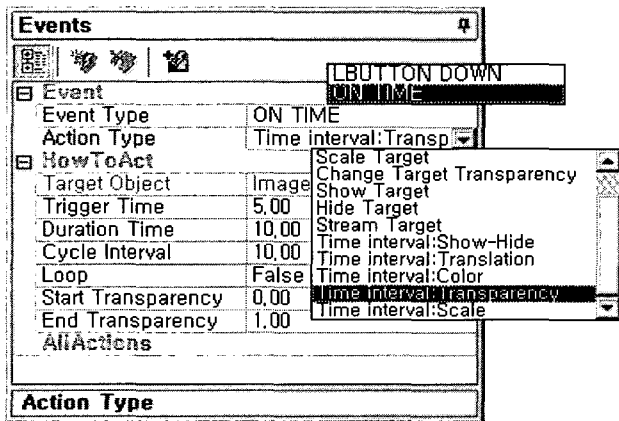 Events
LBUTTON DOWN
ON TIME
Event
Event Type ON TIME
Action Type Time interval:Transp
Scale Target
Change Target Transparency
Show Target
Hide Target
Stream Target
Time interval:Show-Hide
Time interval:Translation
Time interval:Color
Time interval:Transparency
Time interval:Scale
HowToAct
Target Object Image
Trigger Time 5,00
Duration Time 10,00
Cycle Interval 10,00
Loop False
Start Transparency 0,00
End Transparency 1,00
AllActions
Action Type